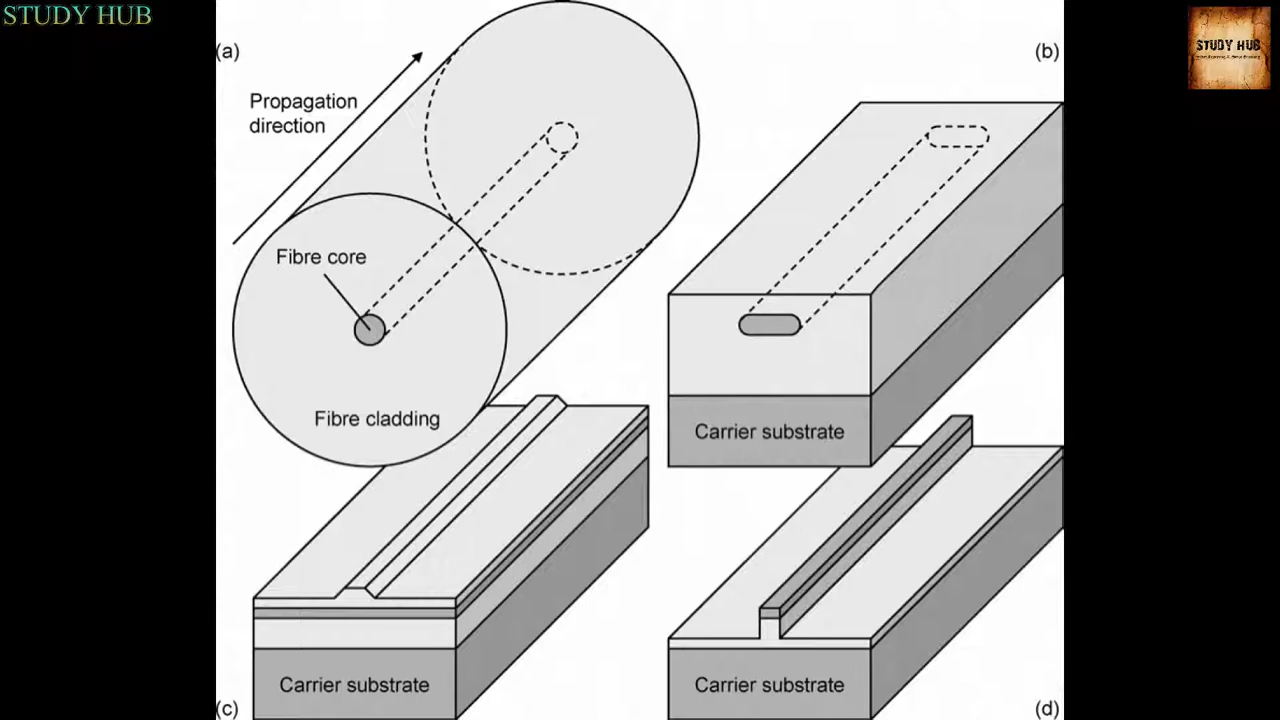 STUDY HUB
(a)
(b)
STUDY HUB
Propagation
direction
Fibre core
Fibre cladding
Carrier substrate
Carrier substrate
Carrier substrate
(c)
(d)